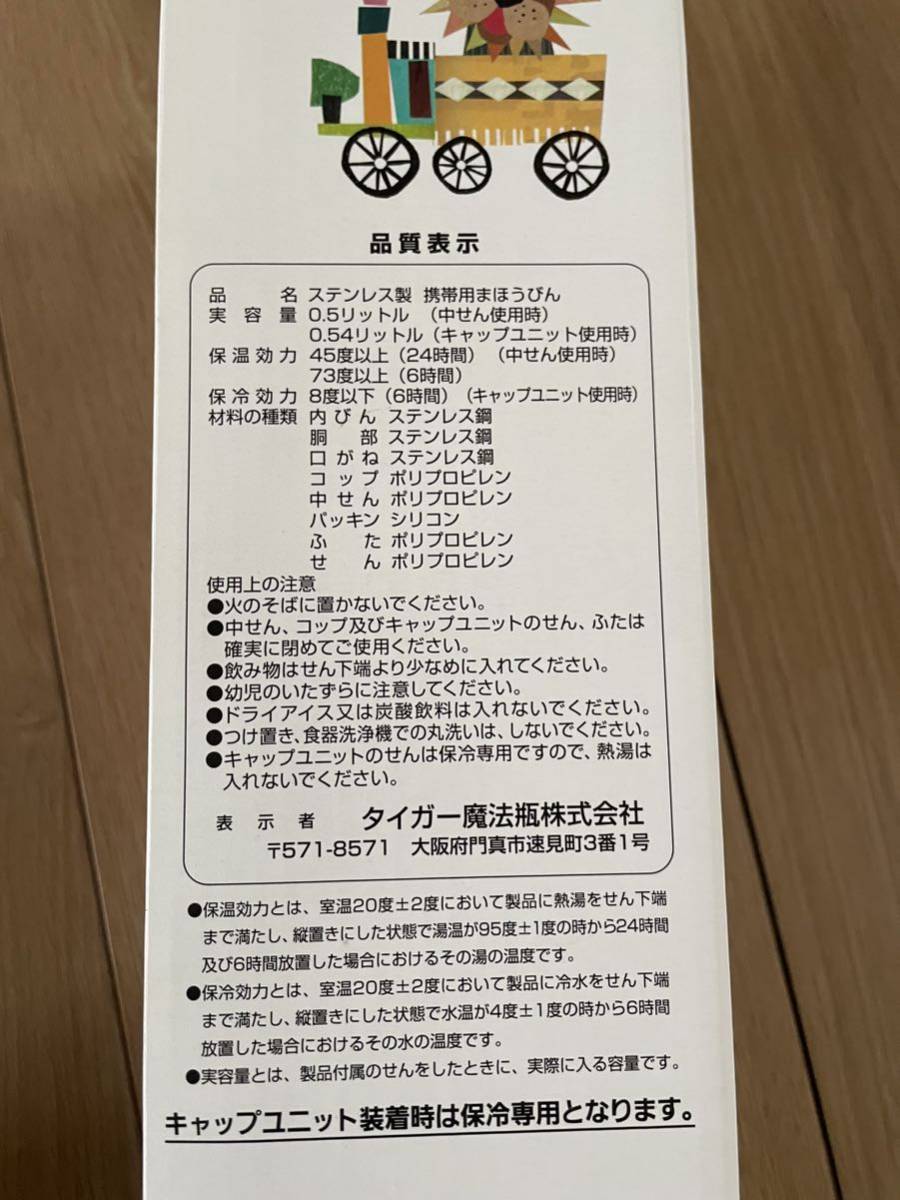 品質表示
品名 ステンレス製 携帯用まほうびん
実容量 0.5リットル （中せん使用時）
0.54リットル（キャップユニット使用時）
保温効力 45度以上（24時間）（中せん使用時）
73度以上（6時間）
保冷効力 8度以下（6時間）（キャップユニット使用時）
材料の種類 内びん ステンレス鋼
胴部 ステンレス鋼
口がね ステンレス鋼
コップ ポリプロピレン
中せん ポリプロピレン
パッキン シリコン
ふた ポリプロピレン
せん ポリプロピレン
使用上の注意
●火のそばに置かないでください。
●中せん、コップ及びキャップユニットのせん、ふたは
確実に閉めてご使用ください。
●飲み物はせん下端より少なめに入れてください。
●幼児のいたずらに注意してください。
●ドライアイス又は炭酸飲料は入れないでください。
●つけ置き、食器洗浄機での丸洗いは、しないでください。
●キャップユニットのせんは保冷専用ですので、熱湯は
入れないでください。
表示者 タイガー魔法瓶株式会社
〒571-8571 大阪府門真市速見町3番1号
●保温効力とは、室温20度±2度において製品に熱湯をせん下端
まで満たし、縦置きにした状態で湯温が95度±1度の時から24時間
及び6時間放置した場合におけるその湯の温度です。
●保冷効力とは、室温20度±2度において製品に冷水をせん下端
まで満たし、縦置きにした状態で水温が4度±1度の時から6時間
放置した場合におけるその水の温度です。
●実容量とは、製品付属のせんをしたときに、実際に入る容量です。
キャップユニット装着時は保冷専用となります。